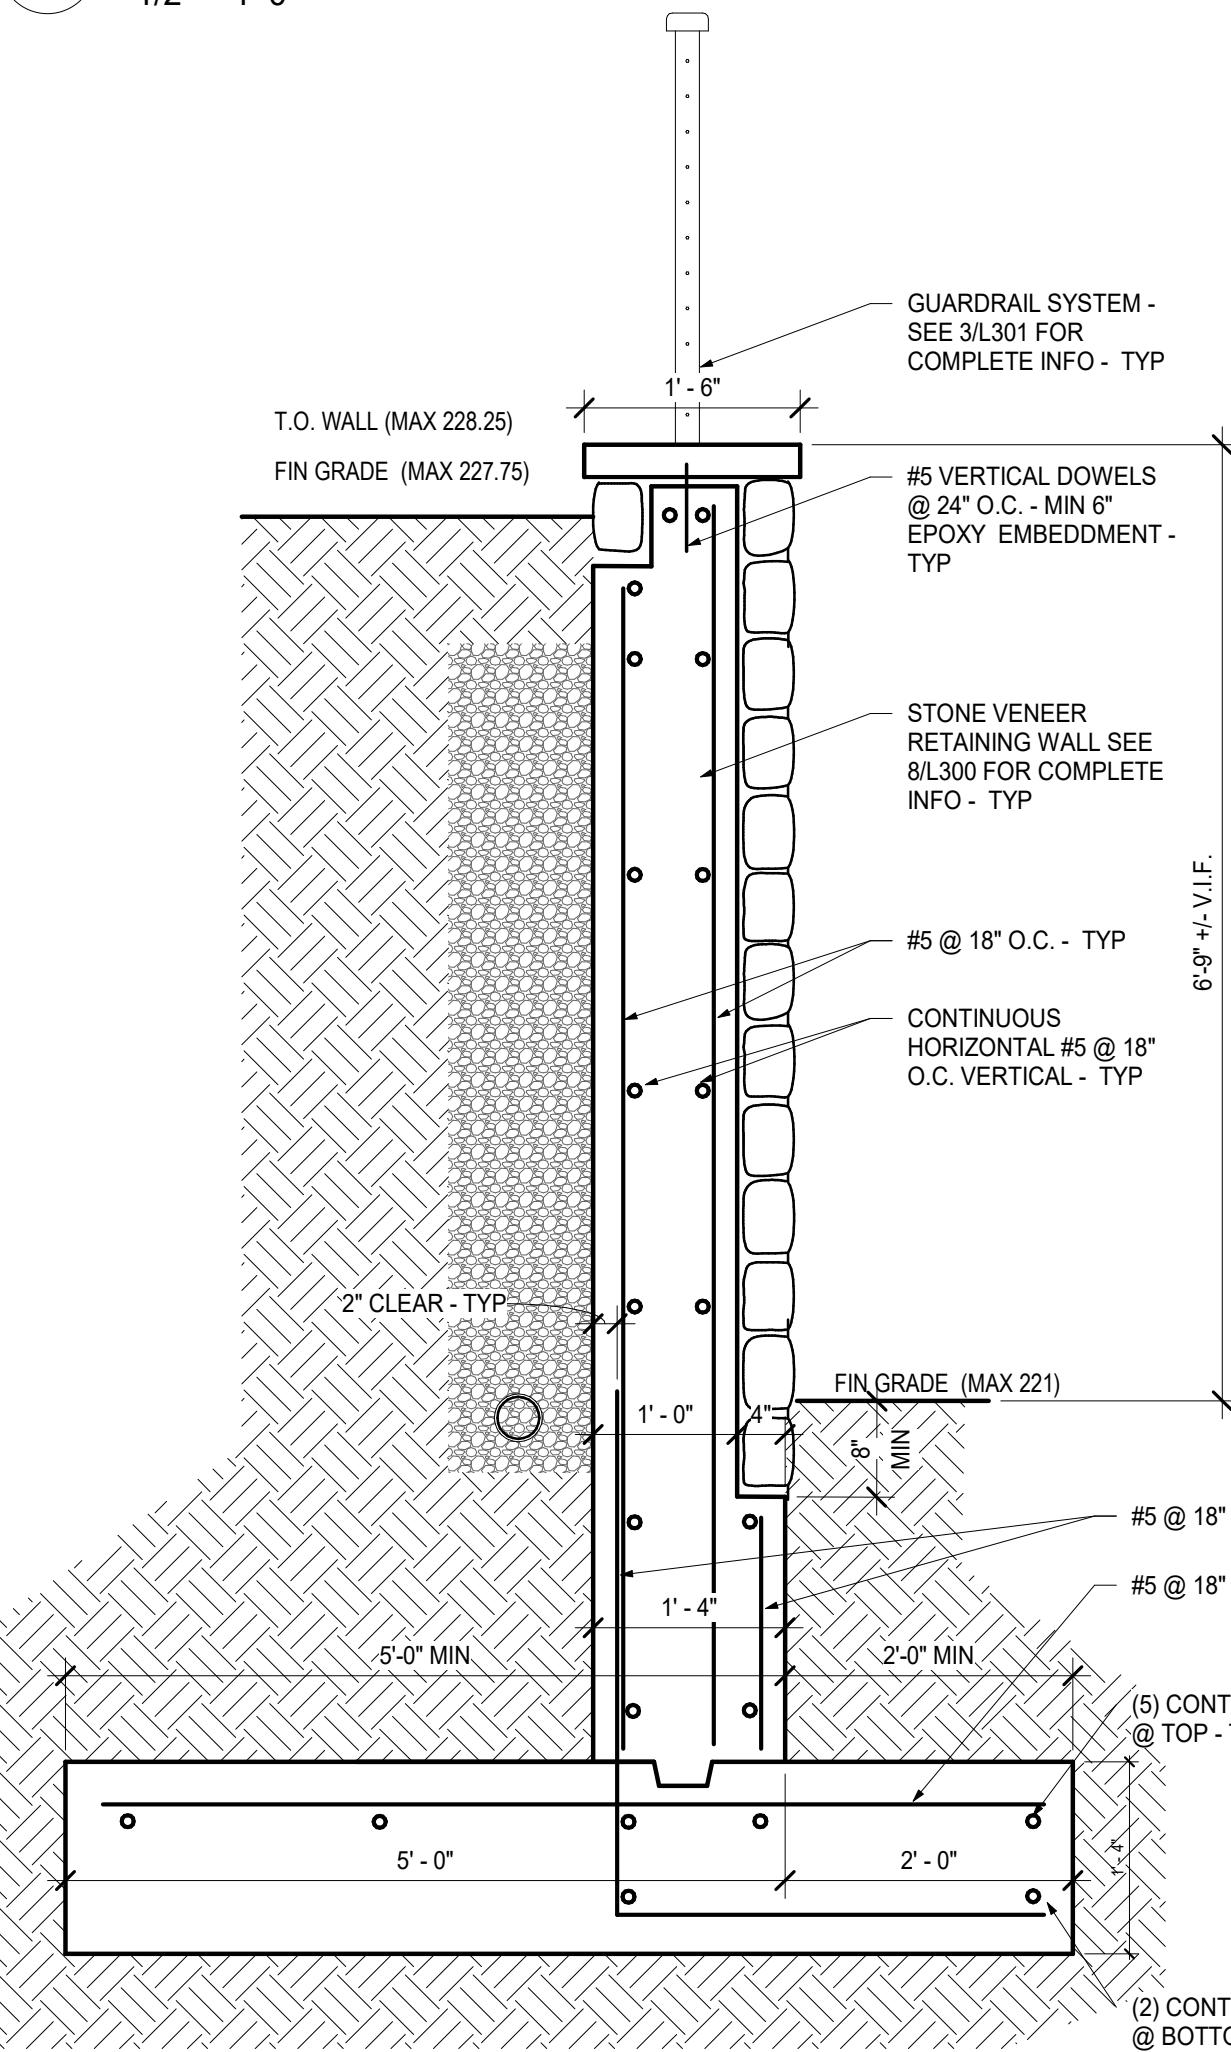 GUARDRAIL SYSTEM -
SEE 3/L301 FOR
COMPLETE INFO - TYP
1' - 6"
T.O. WALL (MAX 228.25)
FIN GRADE (MAX 227.75)
#5 VERTICAL DOWELS
@ 24" O.C. - MIN 6"
EPOXY EMBEDDMENT -
TYP
STONE VENEER
RETAINING WALL SEE
8/L300 FOR COMPLETE
INFO - TYP
6'-9" +/- V.I.F.
#5 @ 18" O.C. - TYP
CONTINUOUS
HORIZONTAL #5 @ 18"
O.C. VERTICAL - TYP
2" CLEAR - TYP
FIN GRADE (MAX 221)
1' - 0"
4"
8"
MIN
#5 @ 18"
#5 @ 18"
1' - 4"
5'-0" MIN
2'-0" MIN
(5) CONT
@ TOP -
1' - 4"
5' - 0"
2' - 0"
(2) CONT
@ BOTTO